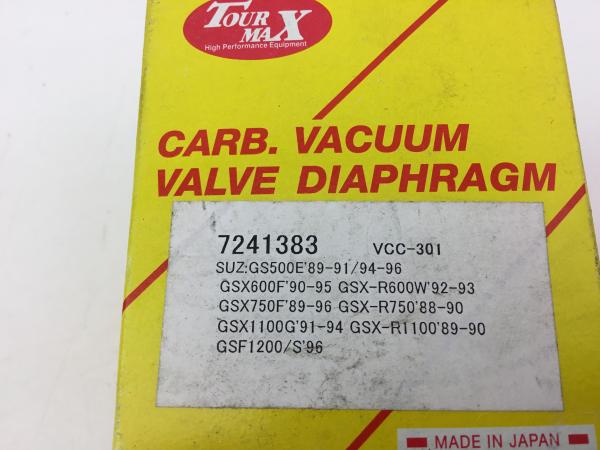 TOUR
MAX
High Performance Equipment
CARB. VACUUM
VALVE DIAPHRAGM
7241383 VCC-301
SUZ:GS500E'89-91/94-96
GSX600F'90-95 GSX-R600W'92-93
GSX750F'89-96 GSX-R750'88-90
GSX1100G'91-94 GSX-R1100'89-90
GSF1200/S'96
MADE IN JAPAN